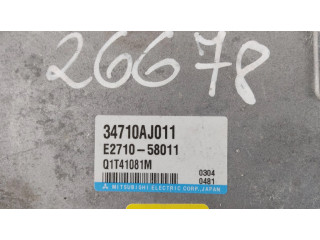 26678
34710AJ011
E2710-58011
Q1T41081M
0304
0481
MITSUBISHI ELECTRIC CORP. JAPAN